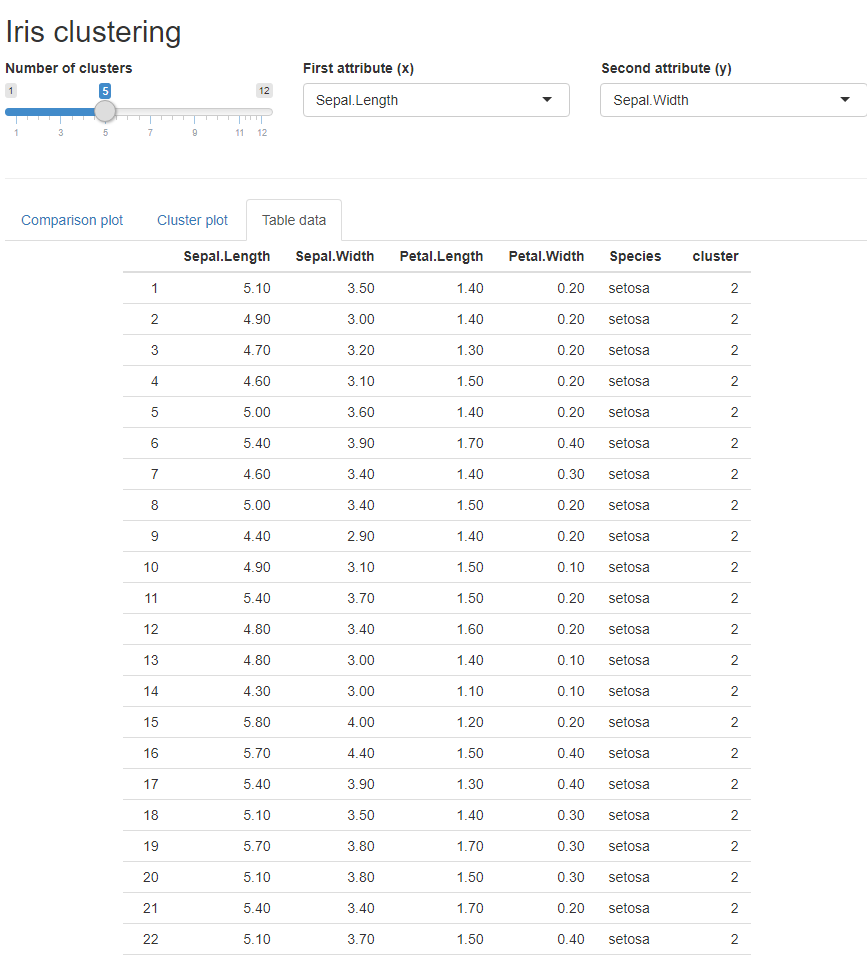 Iris clustering
Number of clusters First attribute (x) Second attribute (y)
1 5 12 Sepal.Length Sepal.Width
1 3 5 7 9 11 12
Comparison plot Cluster plot Table data
Sepal.Length Sepal.Width Petal.Length Petal.Width Species cluster
1 5.10 3.50 1.40 0.20 setosa 2
2 4.90 3.00 1.40 0.20 setosa 2
3 4.70 3.20 1.30 0.20 setosa 2
4 4.60 3.10 1.50 0.20 setosa 2
5 5.00 3.60 1.40 0.20 setosa 2
6 5.40 3.90 1.70 0.40 setosa 2
7 4.60 3.40 1.40 0.30 setosa 2
8 5.00 3.40 1.50 0.20 setosa 2
9 4.40 2.90 1.40 0.20 setosa 2
10 4.90 3.10 1.50 0.10 setosa 2
11 5.40 3.70 1.50 0.20 setosa 2
12 4.80 3.40 1.60 0.20 setosa 2
13 4.80 3.00 1.40 0.10 setosa 2
14 4.30 3.00 1.10 0.10 setosa 2
15 5.80 4.00 1.20 0.20 setosa 2
16 5.70 4.40 1.50 0.40 setosa 2
17 5.40 3.90 1.30 0.40 setosa 2
18 5.10 3.50 1.40 0.30 setosa 2
19 5.70 3.80 1.70 0.30 setosa 2
20 5.10 3.80 1.50 0.30 setosa 2
21 5.40 3.40 1.70 0.20 setosa 2
22 5.10 3.70 1.50 0.40 setosa 2